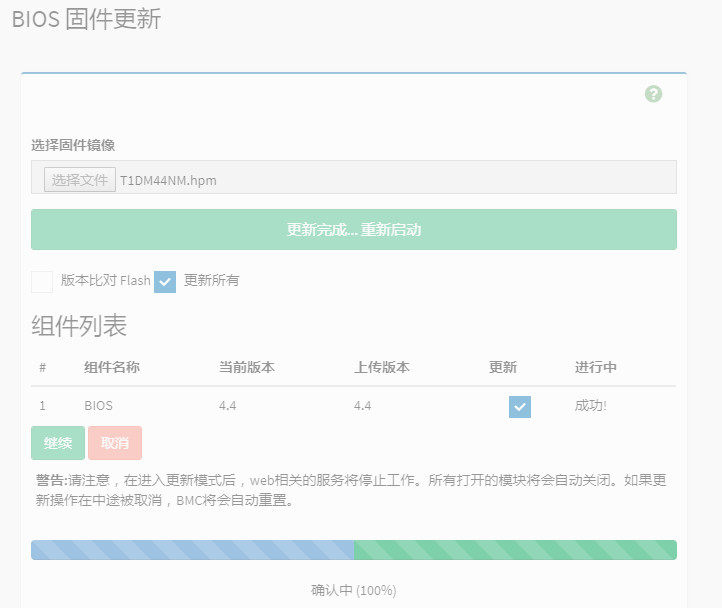 BIOS 固件更新
选择固件镜像
选择文件 T1DM44NM.hpm
更新完成... 重新启动
版本比对 Flash 更新所有
组件列表
# 组件名称 当前版本 上传版本 更新 进行中
1 BIOS 4.4 4.4 成功!
继续 取消
警告:请注意，在进入更新模式后，web相关的服务将停止工作。所有打开的模块将会自动关闭。如果更
新操作在中途被取消，BMC将会自动重置。
确认中 (100%)